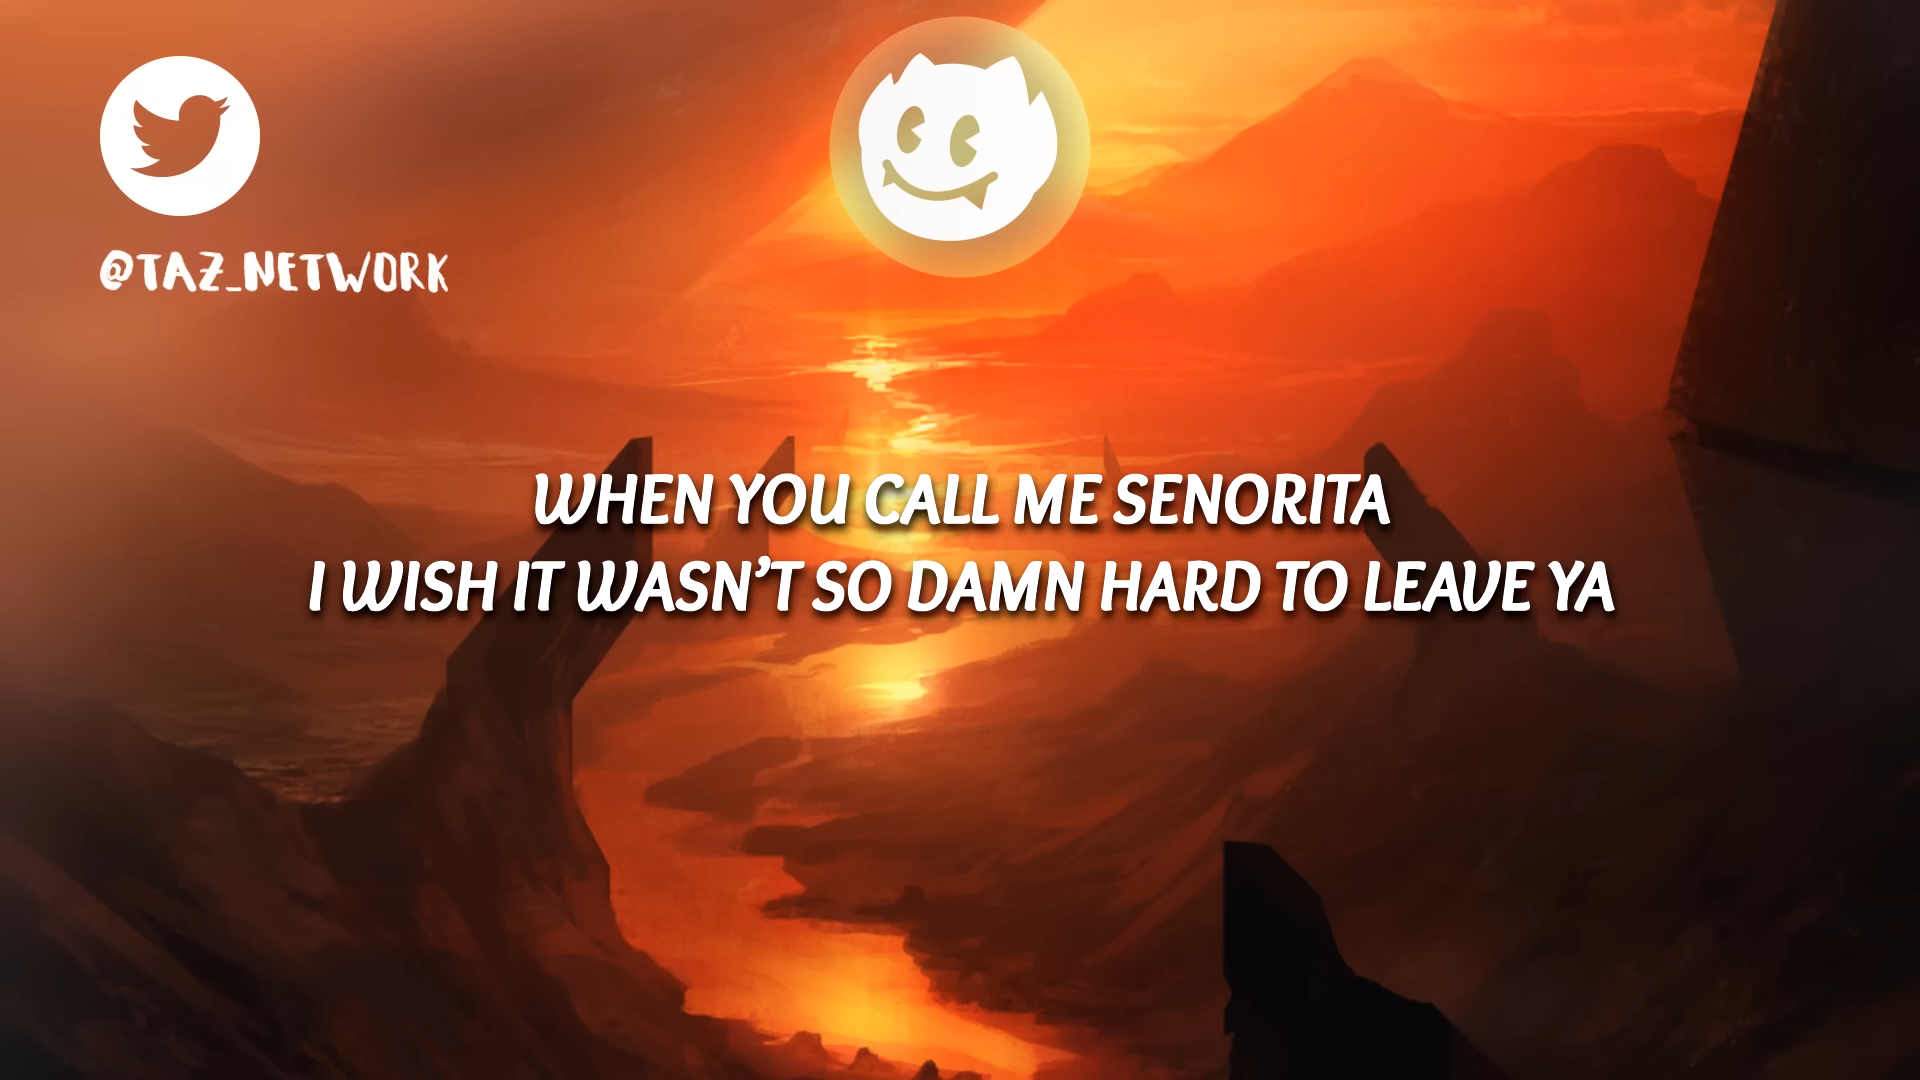 @TAZ_NETWORK
WHEN YOU CALL ME SENORITA
I WISH IT WASN'T SO DAMN HARD TO LEAVE YA